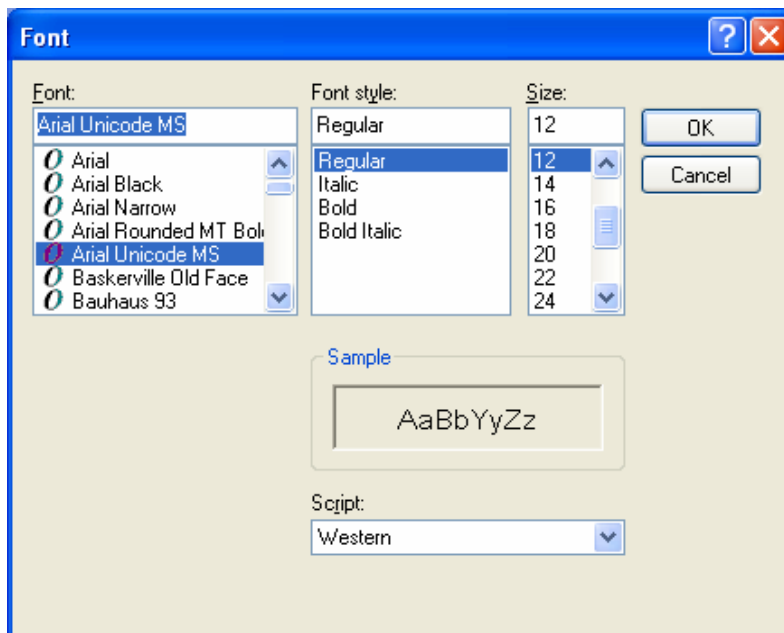 Font
Font:
Arial Unicode MS
Arial
Arial Black
Arial Narrow
Arial Rounded MT Bol
Arial Unicode MS
Baskerville Old Face
Bauhaus 93
Font style:
Regular
Regular
Italic
Bold
Bold Italic
Size:
12
12
14
16
18
20
22
24
OK
Cancel
Sample
AaBbYyZz
Script:
Western